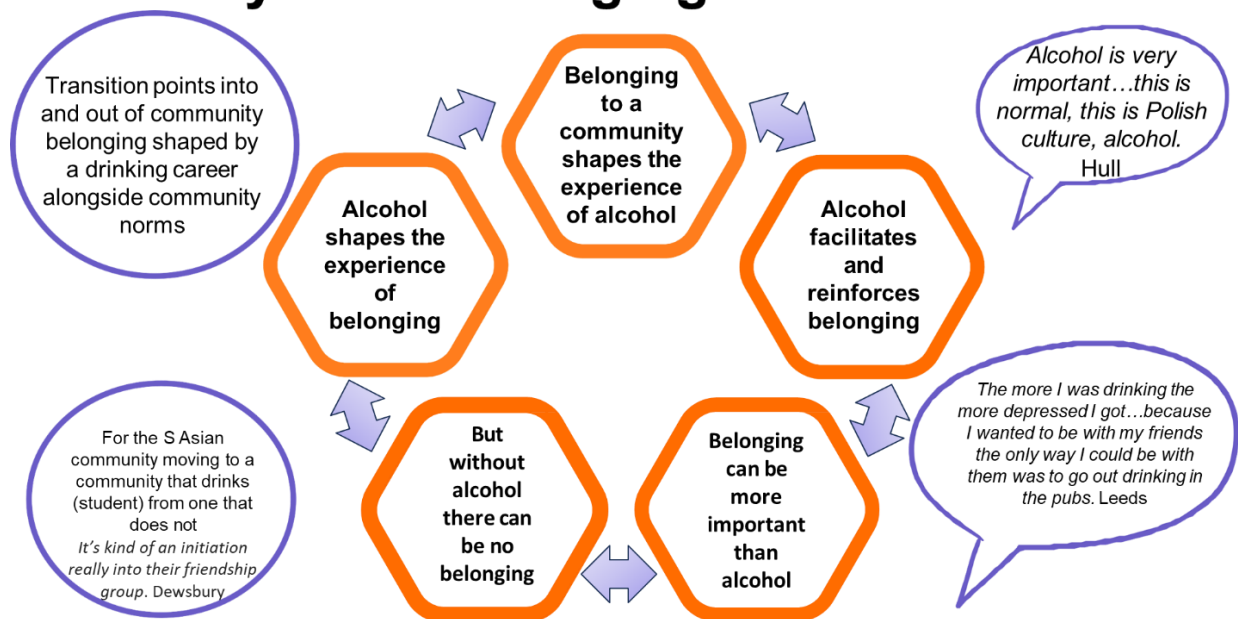 Transition points into
and out of community
belonging shaped by
a drinking career
alongside community
norms
Belonging
to a
community
shapes the
experience
of alcohol
Alcohol is very
important…this is
normal, this is Polish
culture, alcohol.
Hull
Alcohol
shapes the
experience
of
belonging
Alcohol
facilitates
and
reinforces
belonging
For the S Asian
community moving to a
community that drinks
(student) from one that
does not
It's kind of an initiation
really into their friendship
group. Dewsbury
But
without
alcohol
there can
be no
belonging
Belonging
can be
more
important
than
alcohol
The more I was drinking the
more depressed I got…because
I wanted to be with my friends
the only way I could be with
them was to go out drinking in
the pubs. Leeds